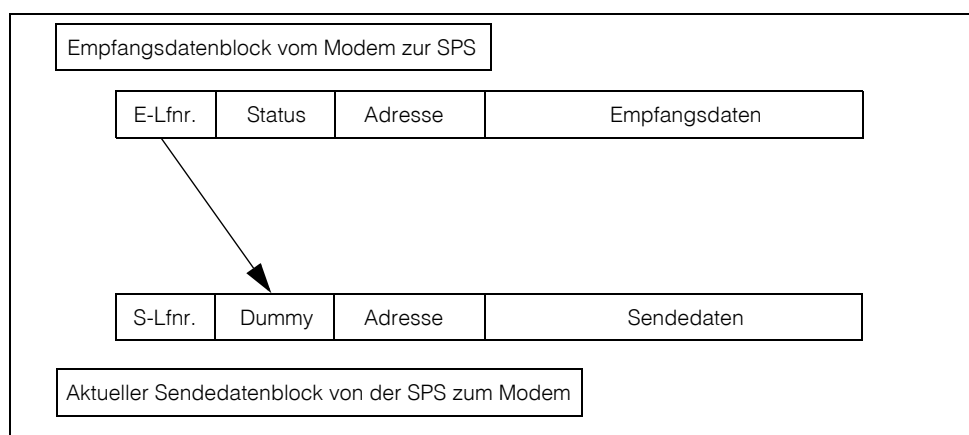 Empfangsdatenblock vom Modem zur SPS
E-Lfnr. Status Adresse Empfangsdaten
S-Lfnr. Dummy Adresse Sendedaten
Aktueller Sendedatenblock von der SPS zum Modem